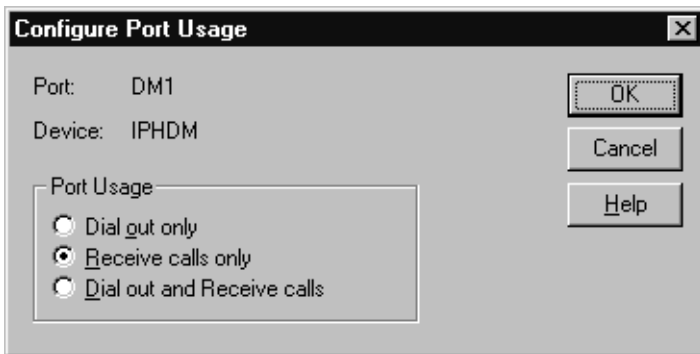 Configure Port Usage
Port: DM1
Device: IPHDM
Port Usage
Dial out only
Receive calls only
Dial out and Receive calls
OK
Cancel
Help